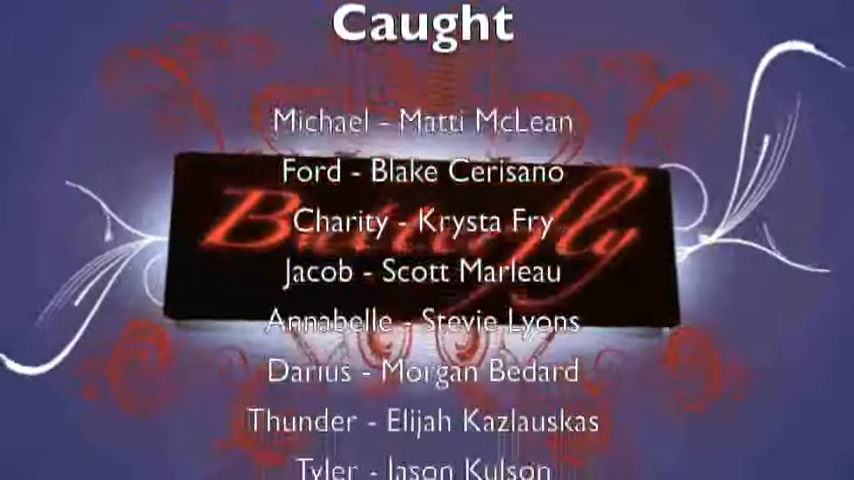 Caught
Michael - Matti McLean
Ford - Blake Cerisano
Butterfly
Charity - Krysta Fry
Jacob - Scott Marleau
Annabelle - Stevie Lyons
Darius - Morgan Bedard
Thunder - Elijah Kazlauskas
Tyler - Jason Kulson